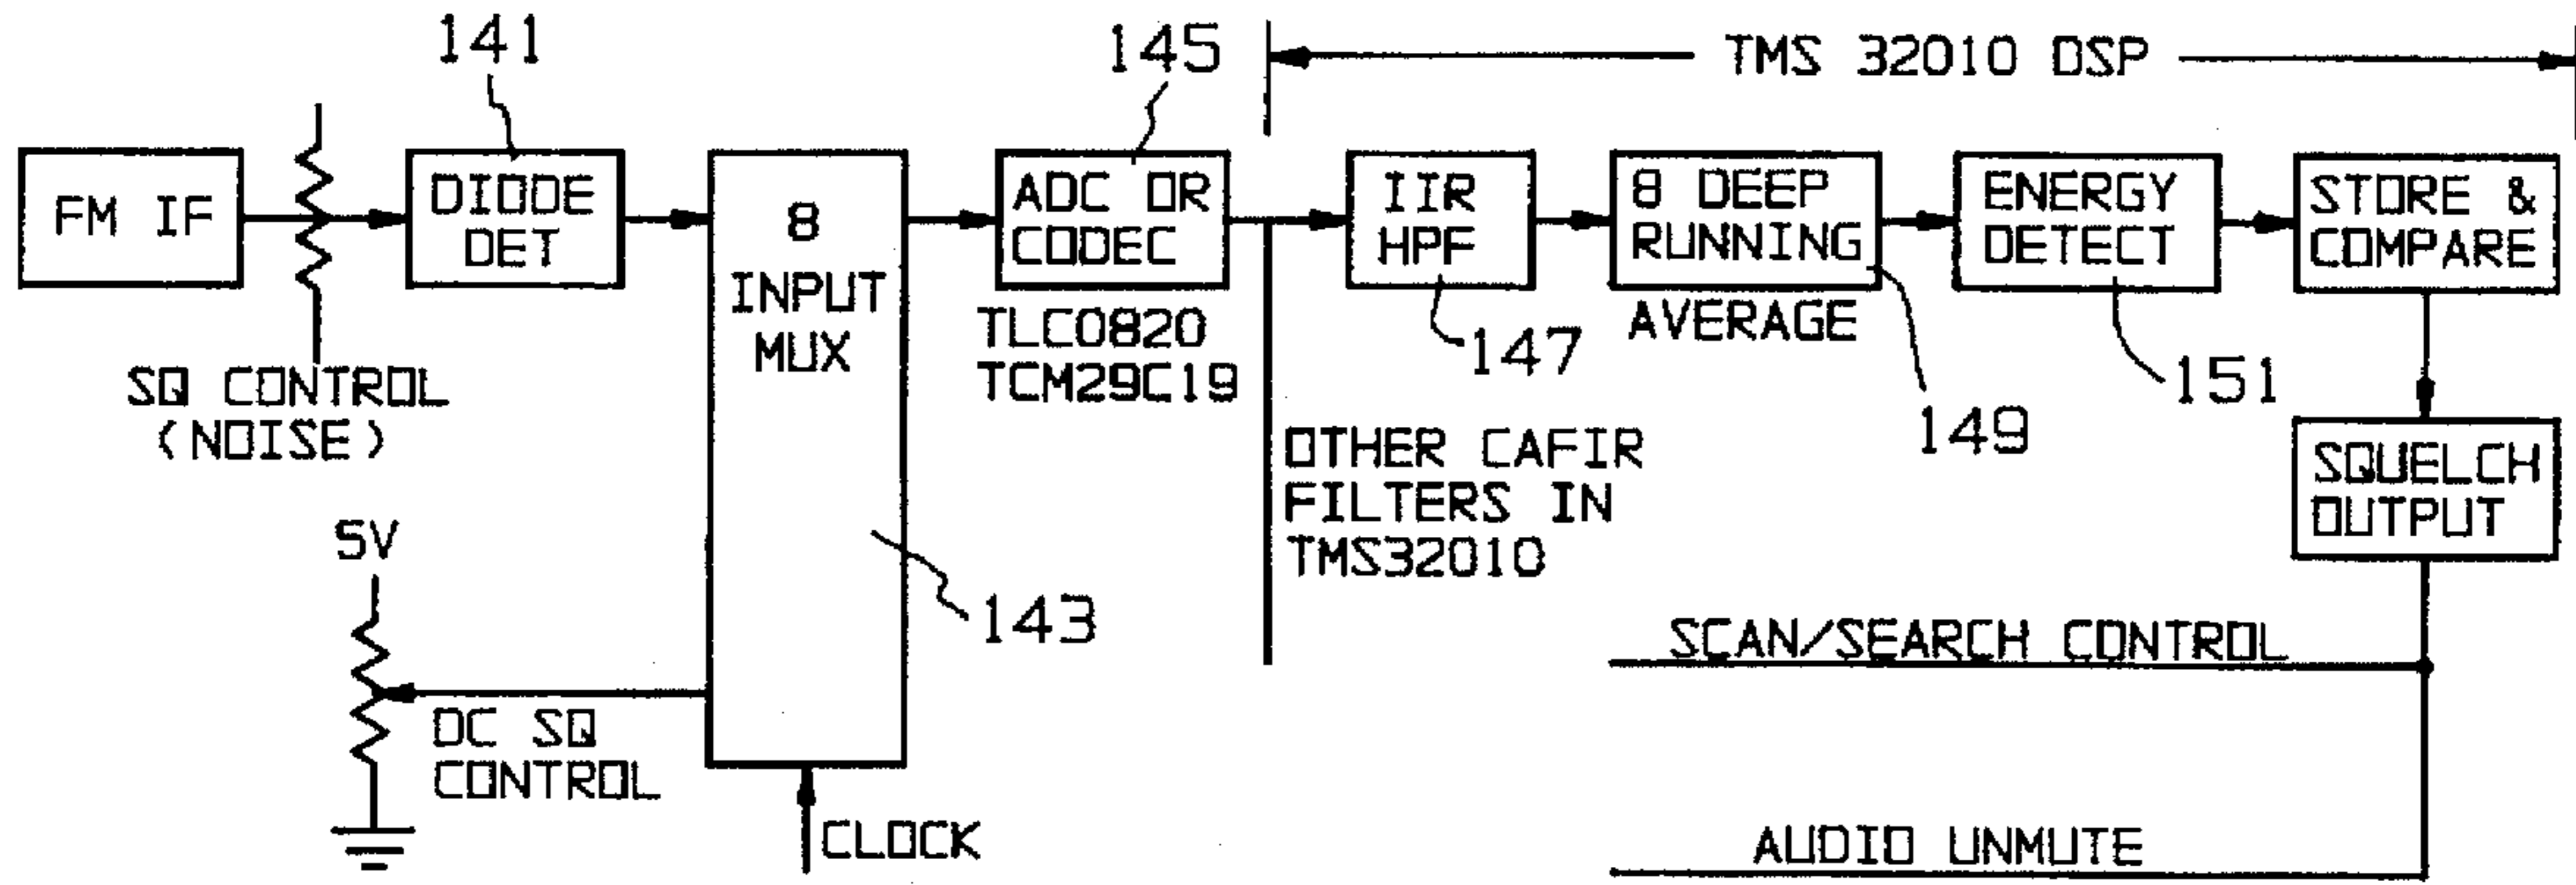 141
145
TMS 32010 DSP
FM IF
DIODE
DET
8
INPUT
MUX
ADC OR
CODEC
IIR
HPF
8 DEEP
RUNNING
AVERAGE
ENERGY
DETECT
STORE &
COMPARE
TLC0820
TCM29C19
147
149
151
SQ CONTROL
(NOISE)
OTHER CAFIR
FILTERS IN
TMS32010
SQUELCH
OUTPUT
5V
143
SCAN/SEARCH CONTROL
DC SQ
CONTROL
CLOCK
AUDIO UNMUTE